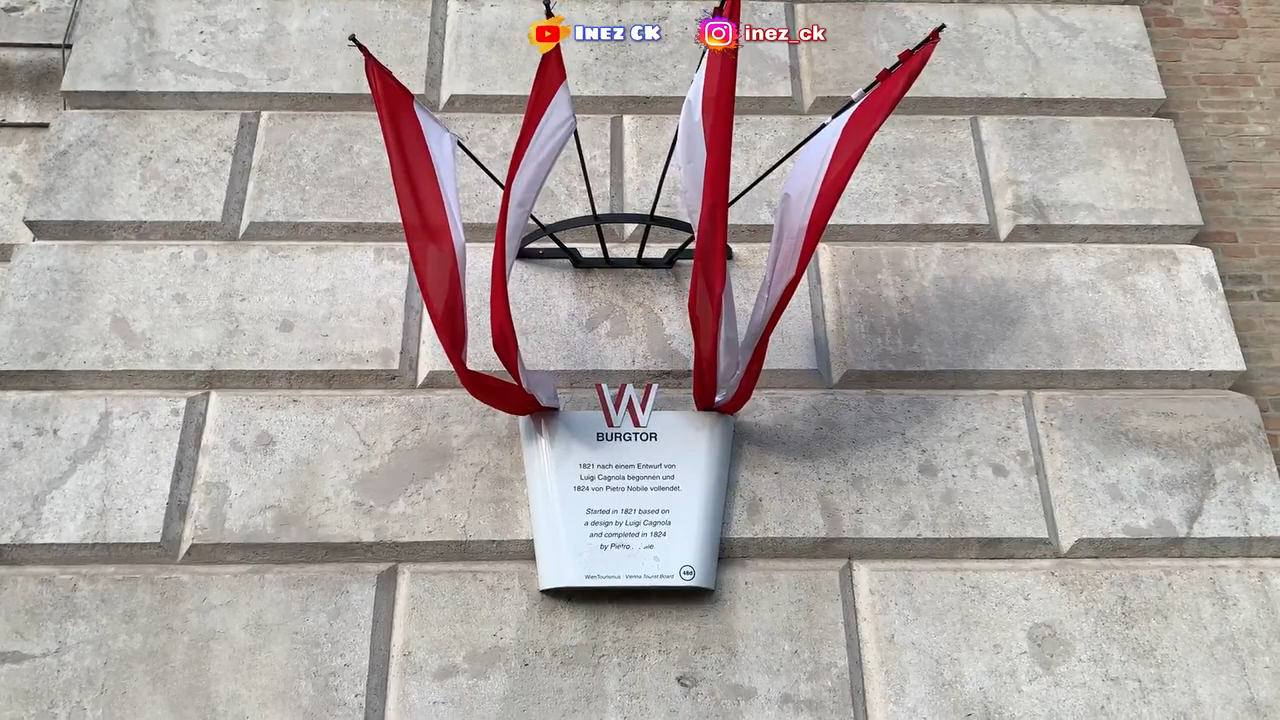 Inez CK inez_ck
W
BURGTOR
1821 nach einem Entwurf von
Luigi Cagnola begonnen und
1824 von Pietro Nobile vollendet.
Started in 1821 based on
a design by Luigi Cagnola
and completed in 1824
by Pietro
WienTourismus | Vienna Tourist Board 48d